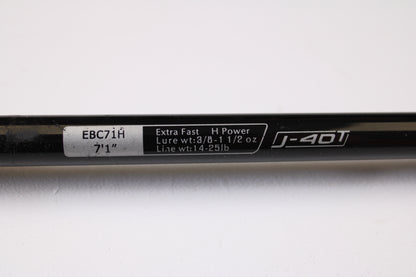 EBC71H
7'1"
Extra Fast H Power
Lure wt:3/8-1 1/2 oz
Line wt:14-25lb
J-40T